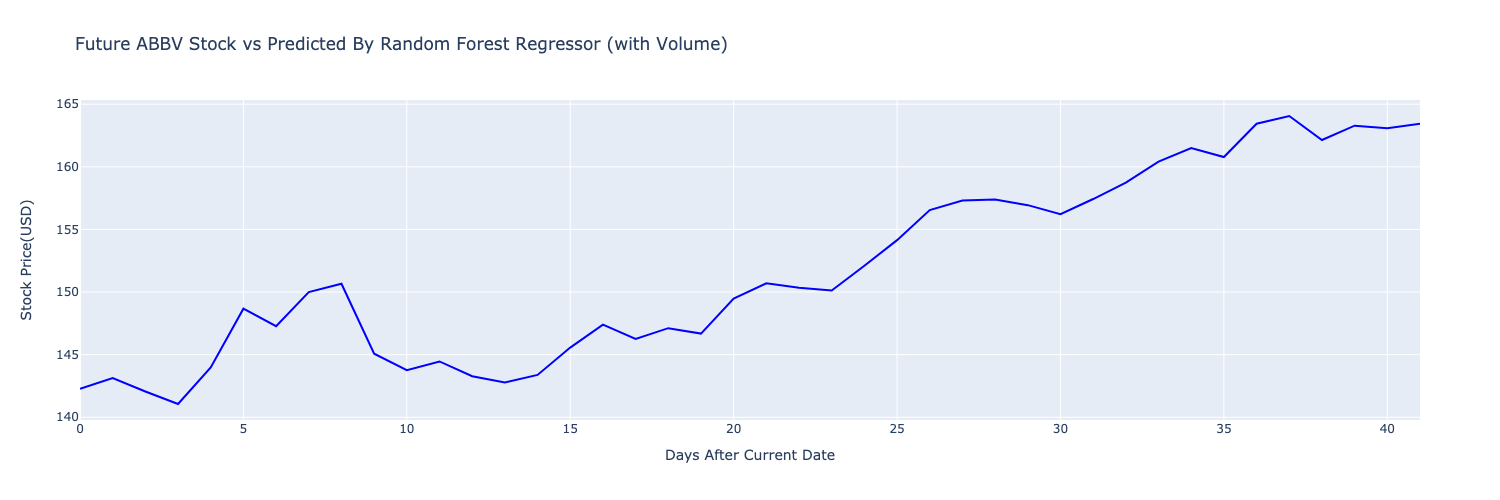 Future ABBV Stock vs Predicted By Random Forest Regressor (with Volume)
165
160
155
150
145
140
Stock Price(USD)
0 5 10 15 20 25 30 35 40
Days After Current Date